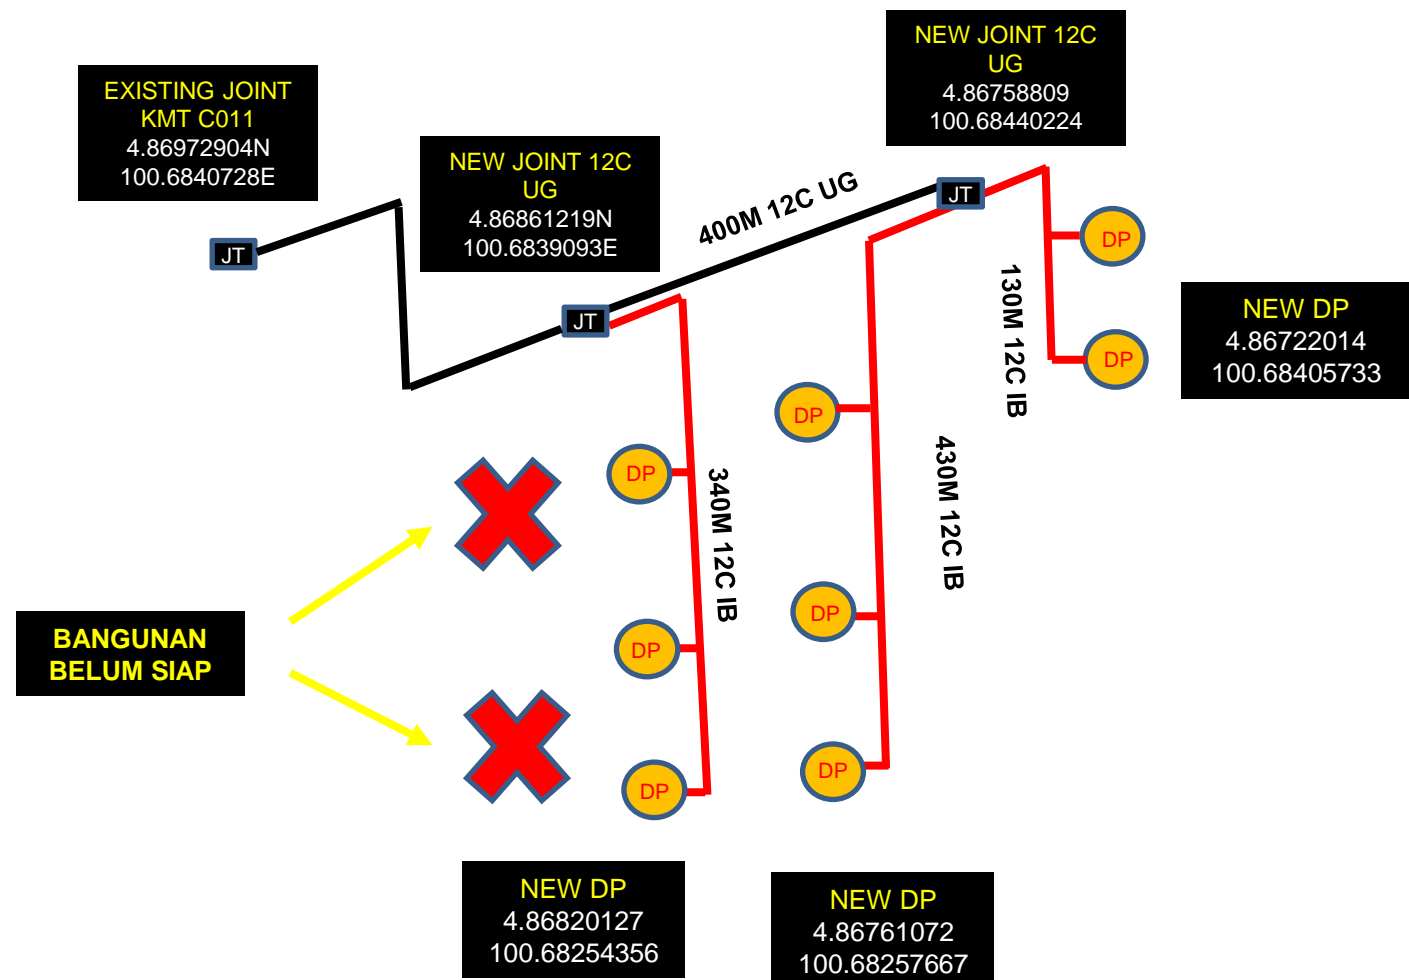 NEW JOINT 12C
UG
4.86758809
100.68440224
EXISTING JOINT
KMT C011
4.86972904N
100.6840728E
NEW JOINT 12C
UG
4.86861219N
100.6839093E
400M 12C UG
JT
JT
JT
DP
DP
130M 12C IB
NEW DP
4.86722014
100.68405733
DP
DP
340M 12C IB
430M 12C IB
DP
DP
BANGUNAN
BELUM SIAP
DP
DP
NEW DP
4.86820127
100.68254356
NEW DP
4.86761072
100.68257667